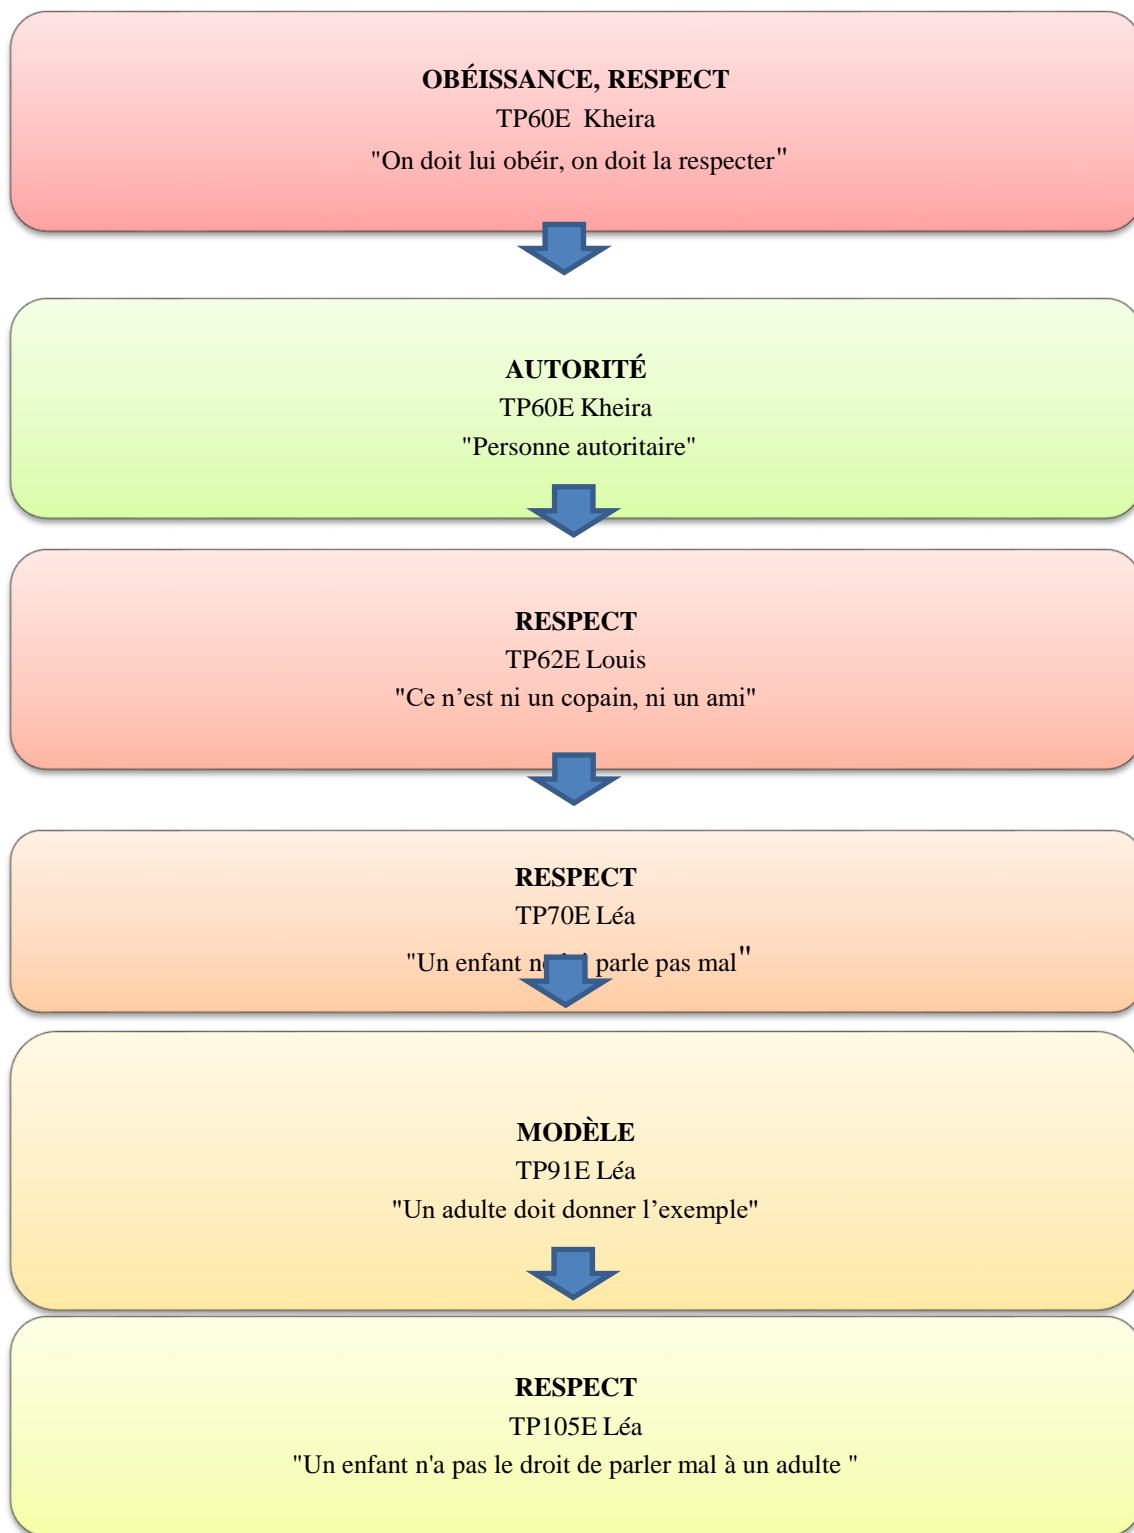 OBÉISSANCE, RESPECT
TP60E Kheira
"On doit lui obéir, on doit la respecter"
AUTORITÉ
TP60E Kheira
"Personne autoritaire"
RESPECT
TP62E Louis
"Ce n’est ni un copain, ni un ami"
RESPECT
TP70E Léa
"Un enfant parle pas mal"
MODÈLE
TP91E Léa
"Un adulte doit donner l’exemple"
RESPECT
TP105E Léa
"Un enfant n'a pas le droit de parler mal à un adulte "